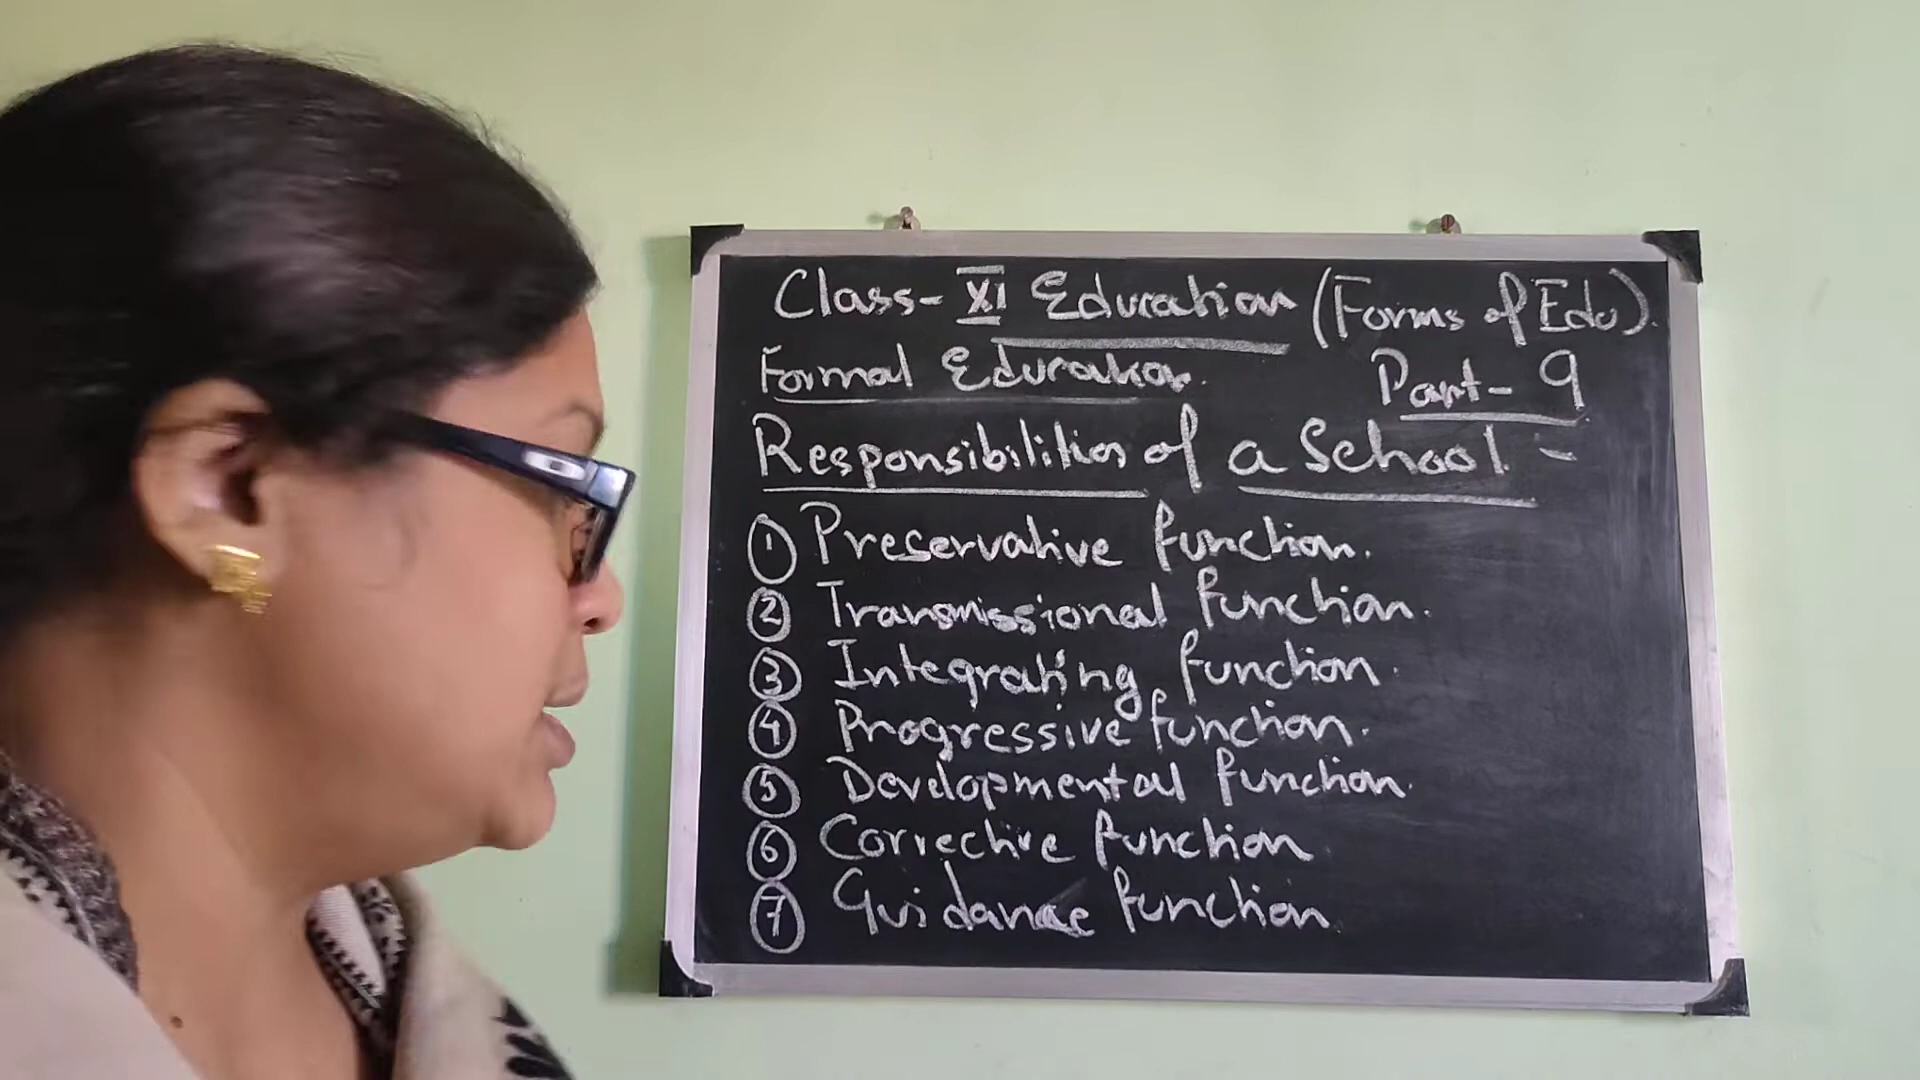 Class- XI Education (Forms of Edu).
Formal Education. Part- 9
Responsibilities of a School -
① Preservative function.
② Transmissional function.
③ Integrating function.
④ Progressive function.
⑤ Developmental function.
⑥ Corrective function
⑦ Guidance function.